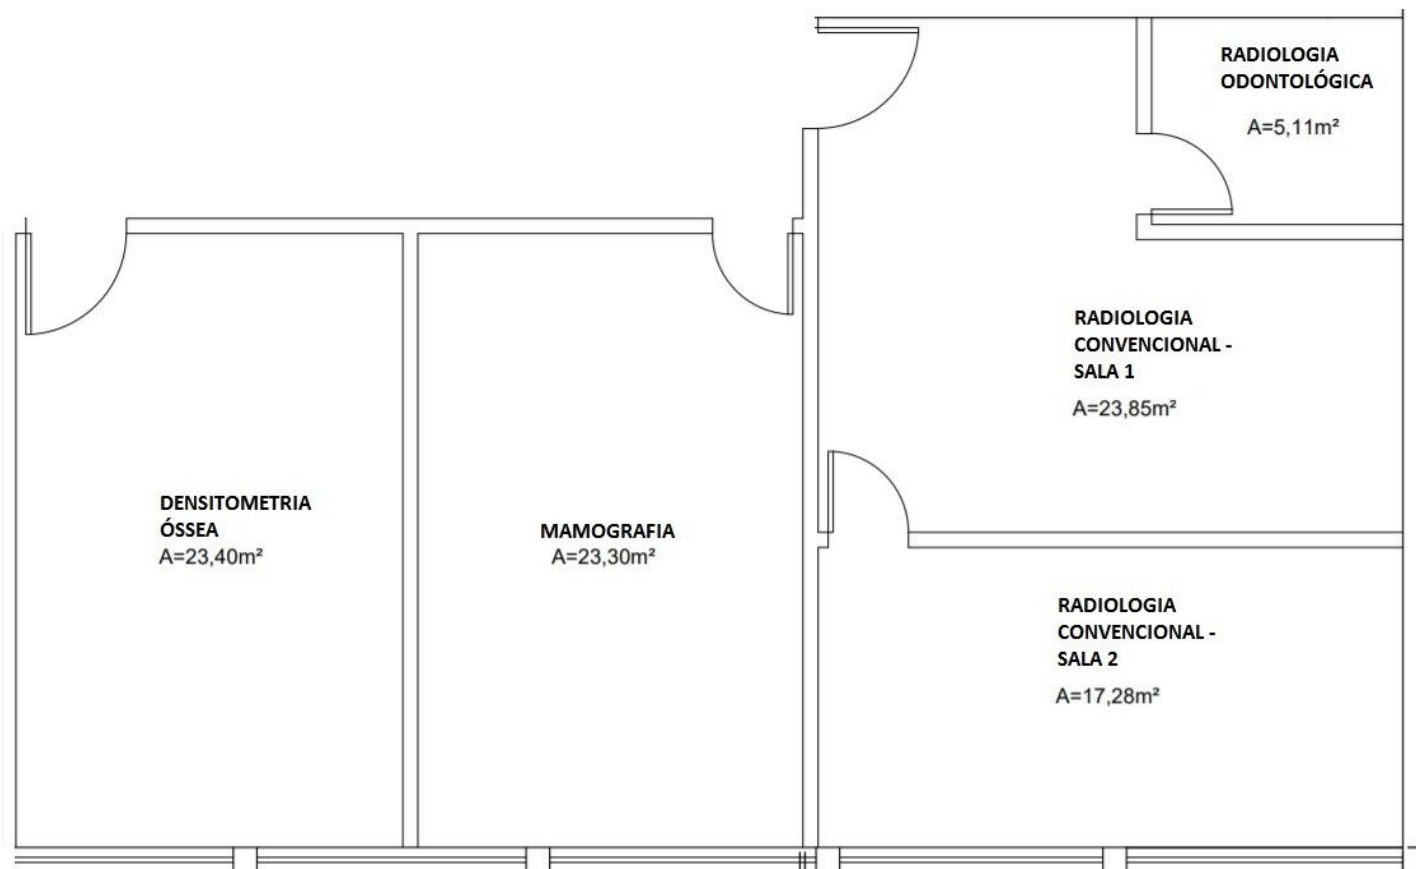 RADIOLOGIA
ODONTOLÓGICA
A=5,11m²
RADIOLOGIA
CONVENCIONAL -
SALA 1
A=23,85m²
DENSITOMETRIA
ÓSSEA
A=23,40m²
MAMOGRAFIA
A=23,30m²
RADIOLOGIA
CONVENCIONAL -
SALA 2
A=17,28m²